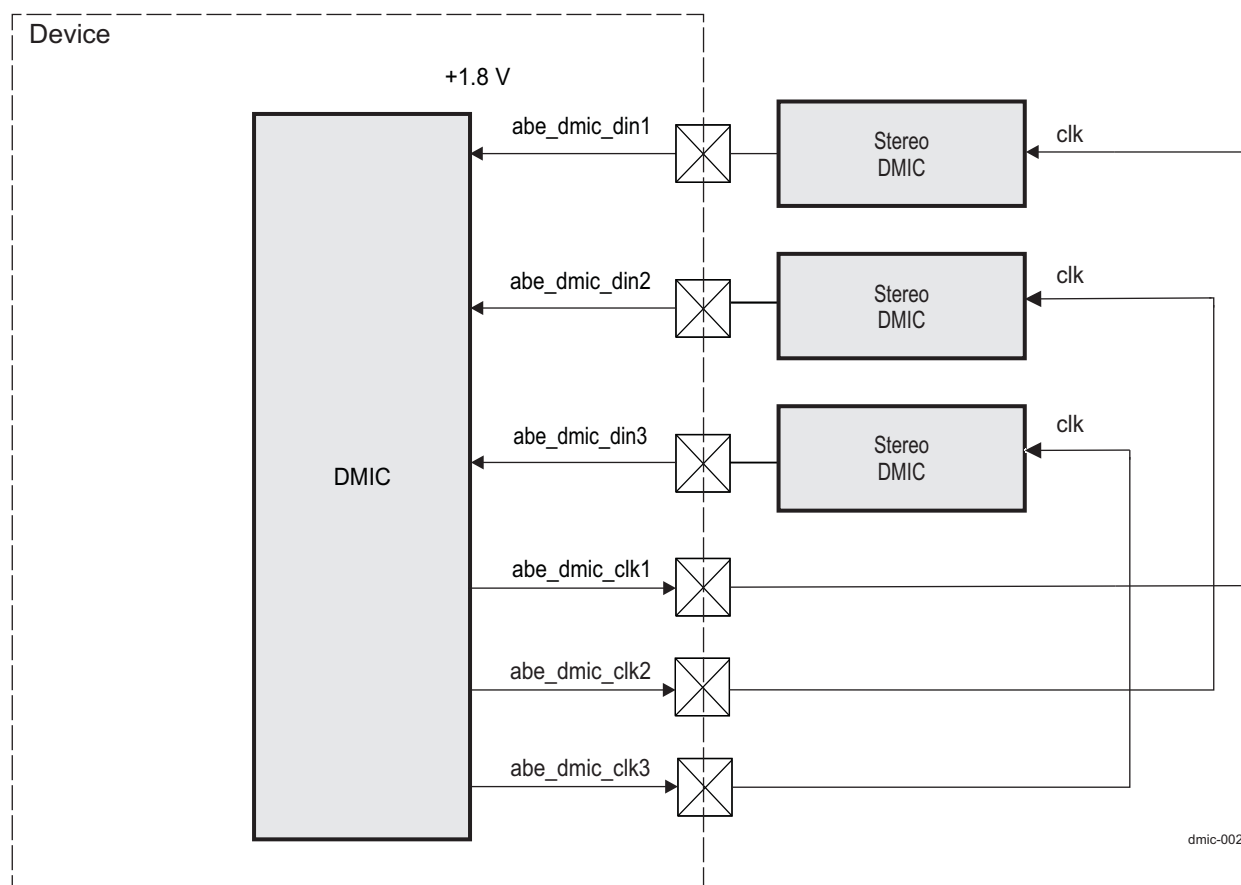 Device
+1.8 V
abe_dmic_din1
Stereo
DMIC
clk
abe_dmic_din2
Stereo
DMIC
clk
abe_dmic_din3
Stereo
DMIC
clk
DMIC
abe_dmic_clk1
abe_dmic_clk2
abe_dmic_clk3
dmic-002